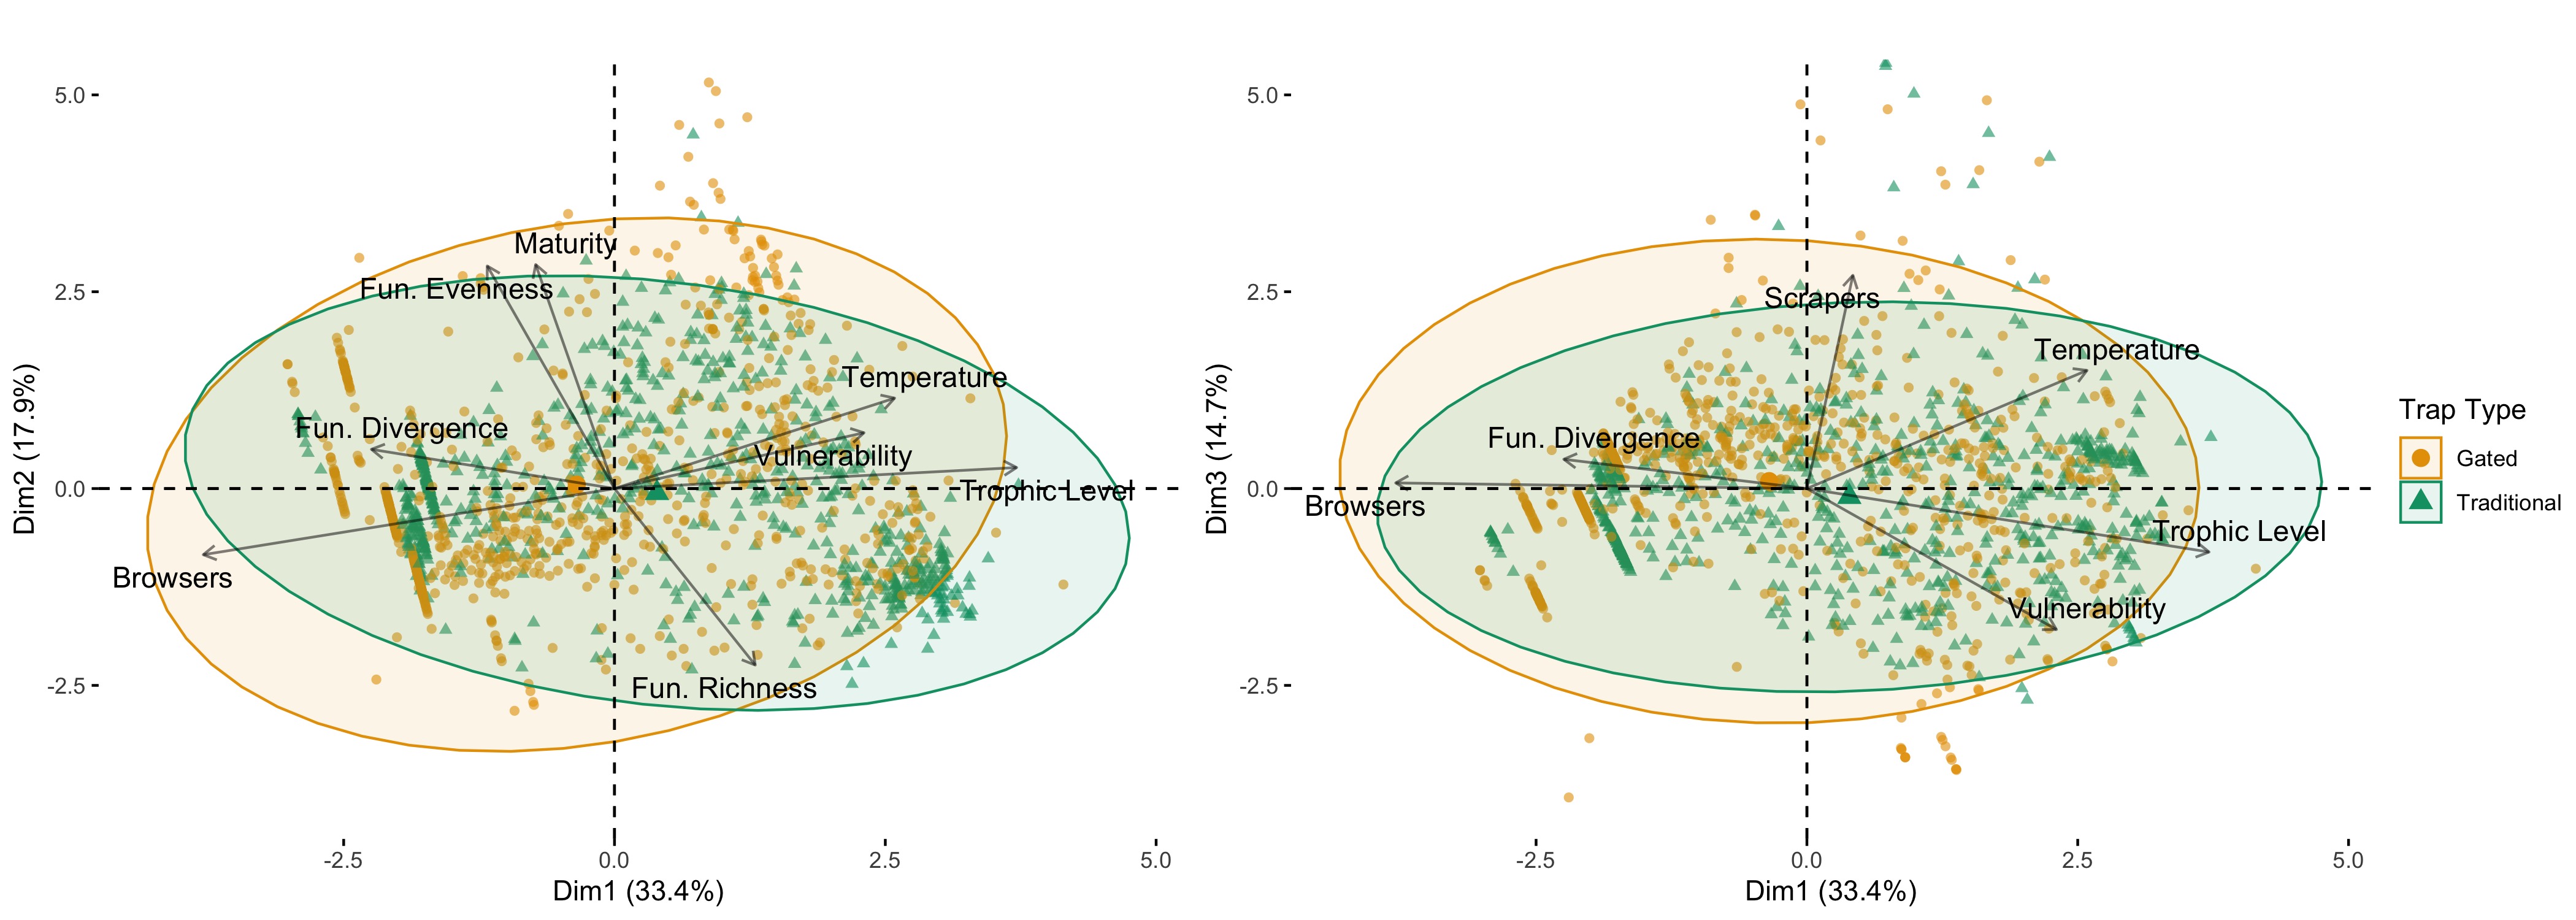 5.0
2.5
0.0
-2.5
Dim2 (17.9%)
Maturity
Fun. Evenness
Temperature
Fun. Divergence
Vulnerability
Trophic Level
Browsers
Fun. Richness
-2.5
0.0
2.5
5.0
Dim1 (33.4%)
5.0
2.5
0.0
-2.5
Dim3 (14.7%)
Scrapers
Temperature
Fun. Divergence
Browsers
Trophic Level
Vulnerability
-2.5
0.0
2.5
5.0
Dim1 (33.4%)
Trap Type
Gated
Traditional